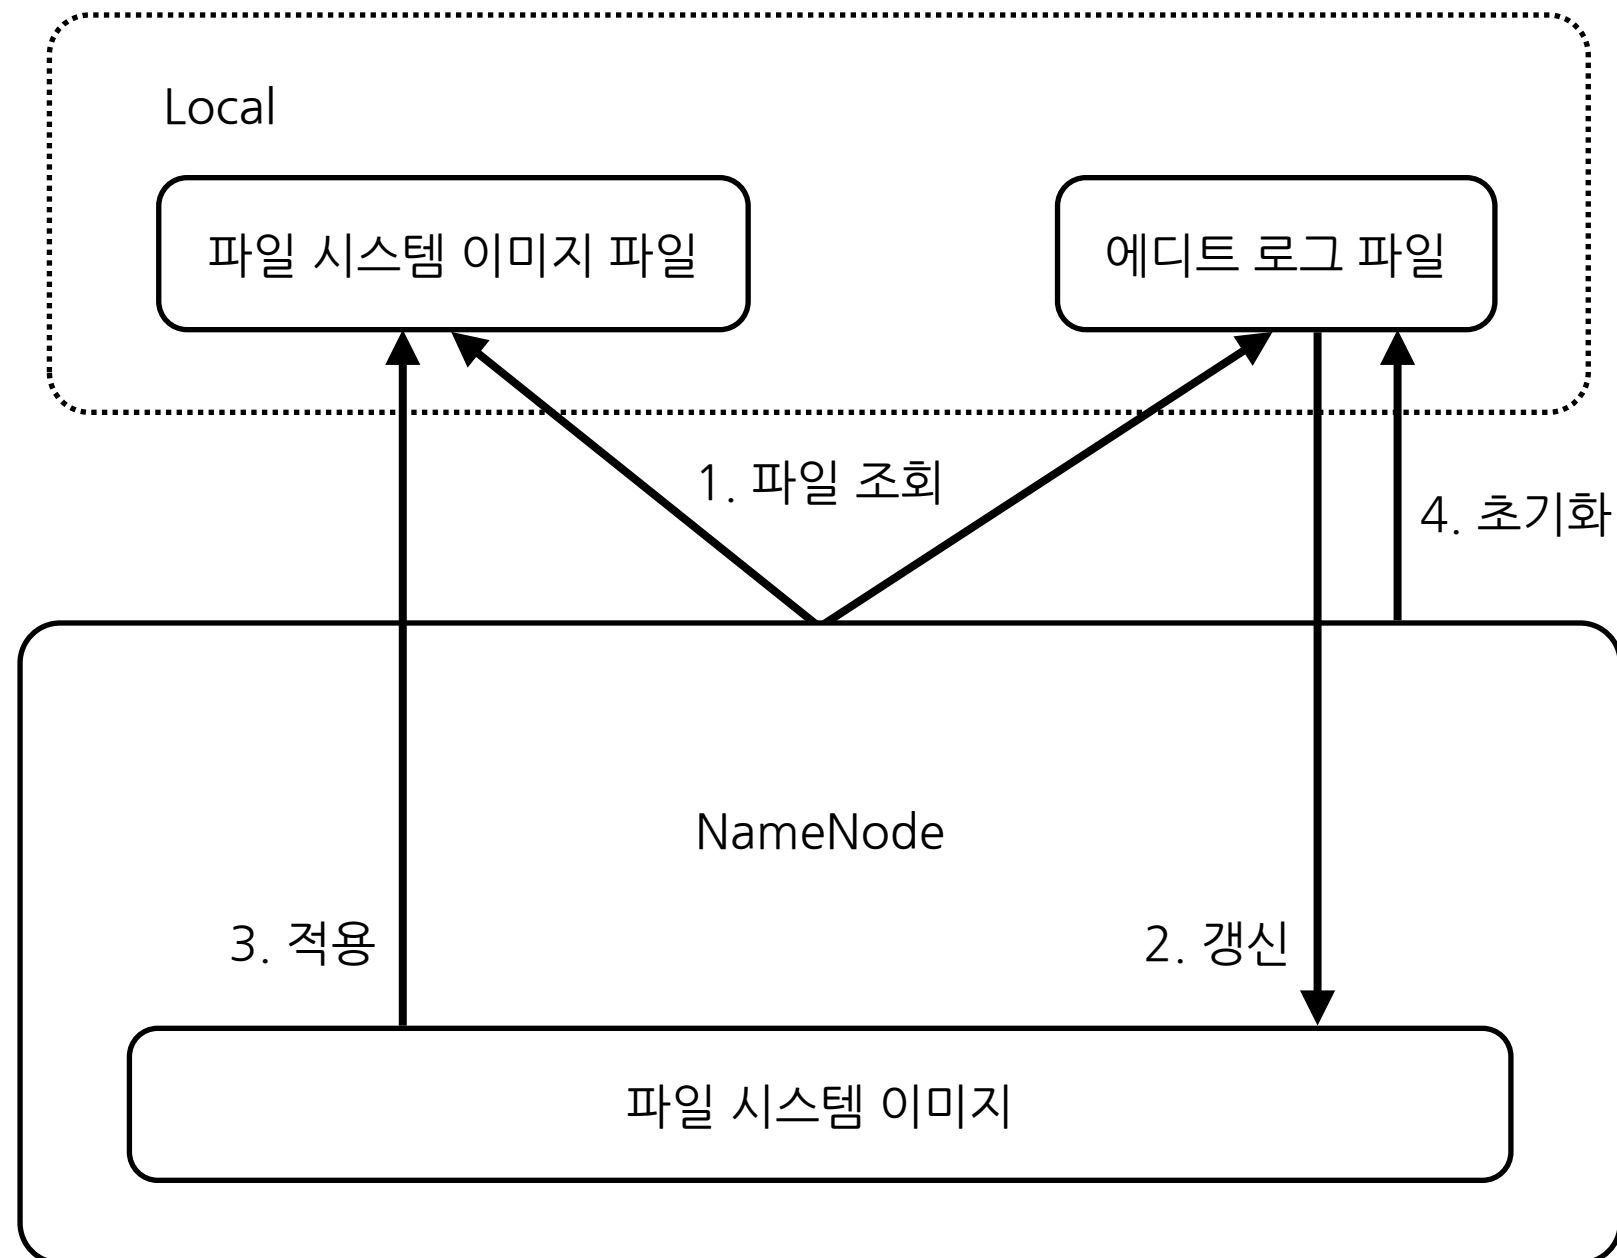 Local
파일 시스템 이미지 파일
에디트 로그 파일
1. 파일 조회
4. 초기화
NameNode
3. 적용
2. 갱신
파일 시스템 이미지